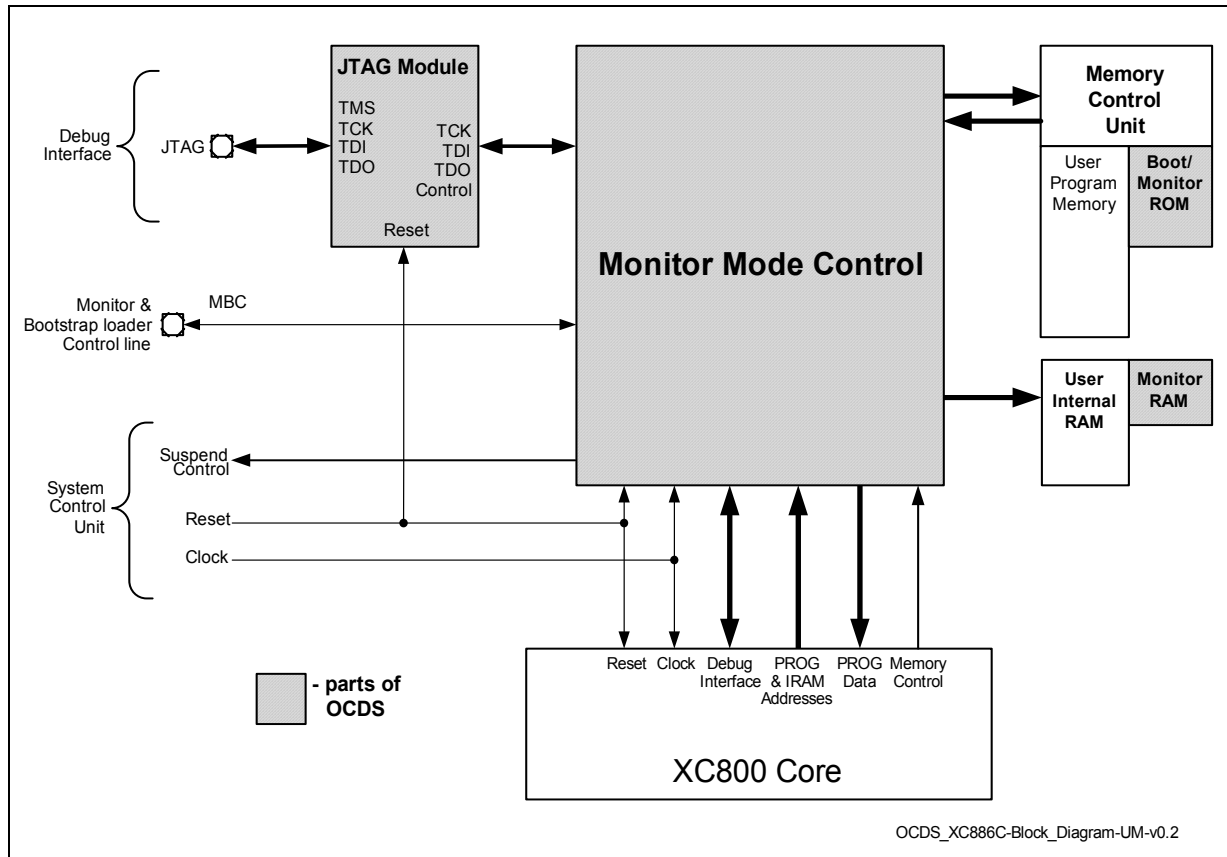 JTAG Module
TMS
TCK
TDI
TDO
TCK
TDI
TDO
Control
Reset
Debug
Interface
JTAG
Monitor Mode Control
Memory
Control
Unit
User
Program
Memory
Boot/
Monitor
ROM
Monitor &
Bootstrap loader
Control line
MBC
User
Internal
RAM
Monitor
RAM
System
Control
Unit
Suspend
Control
Reset
Clock
Reset
Clock
Debug
Interface
PROG
& IRAM
Addresses
PROG
Data
Memory
Control
XC800 Core
- parts of
OCDS
OCDS_XC886C-Block_Diagram-UM-v0.2